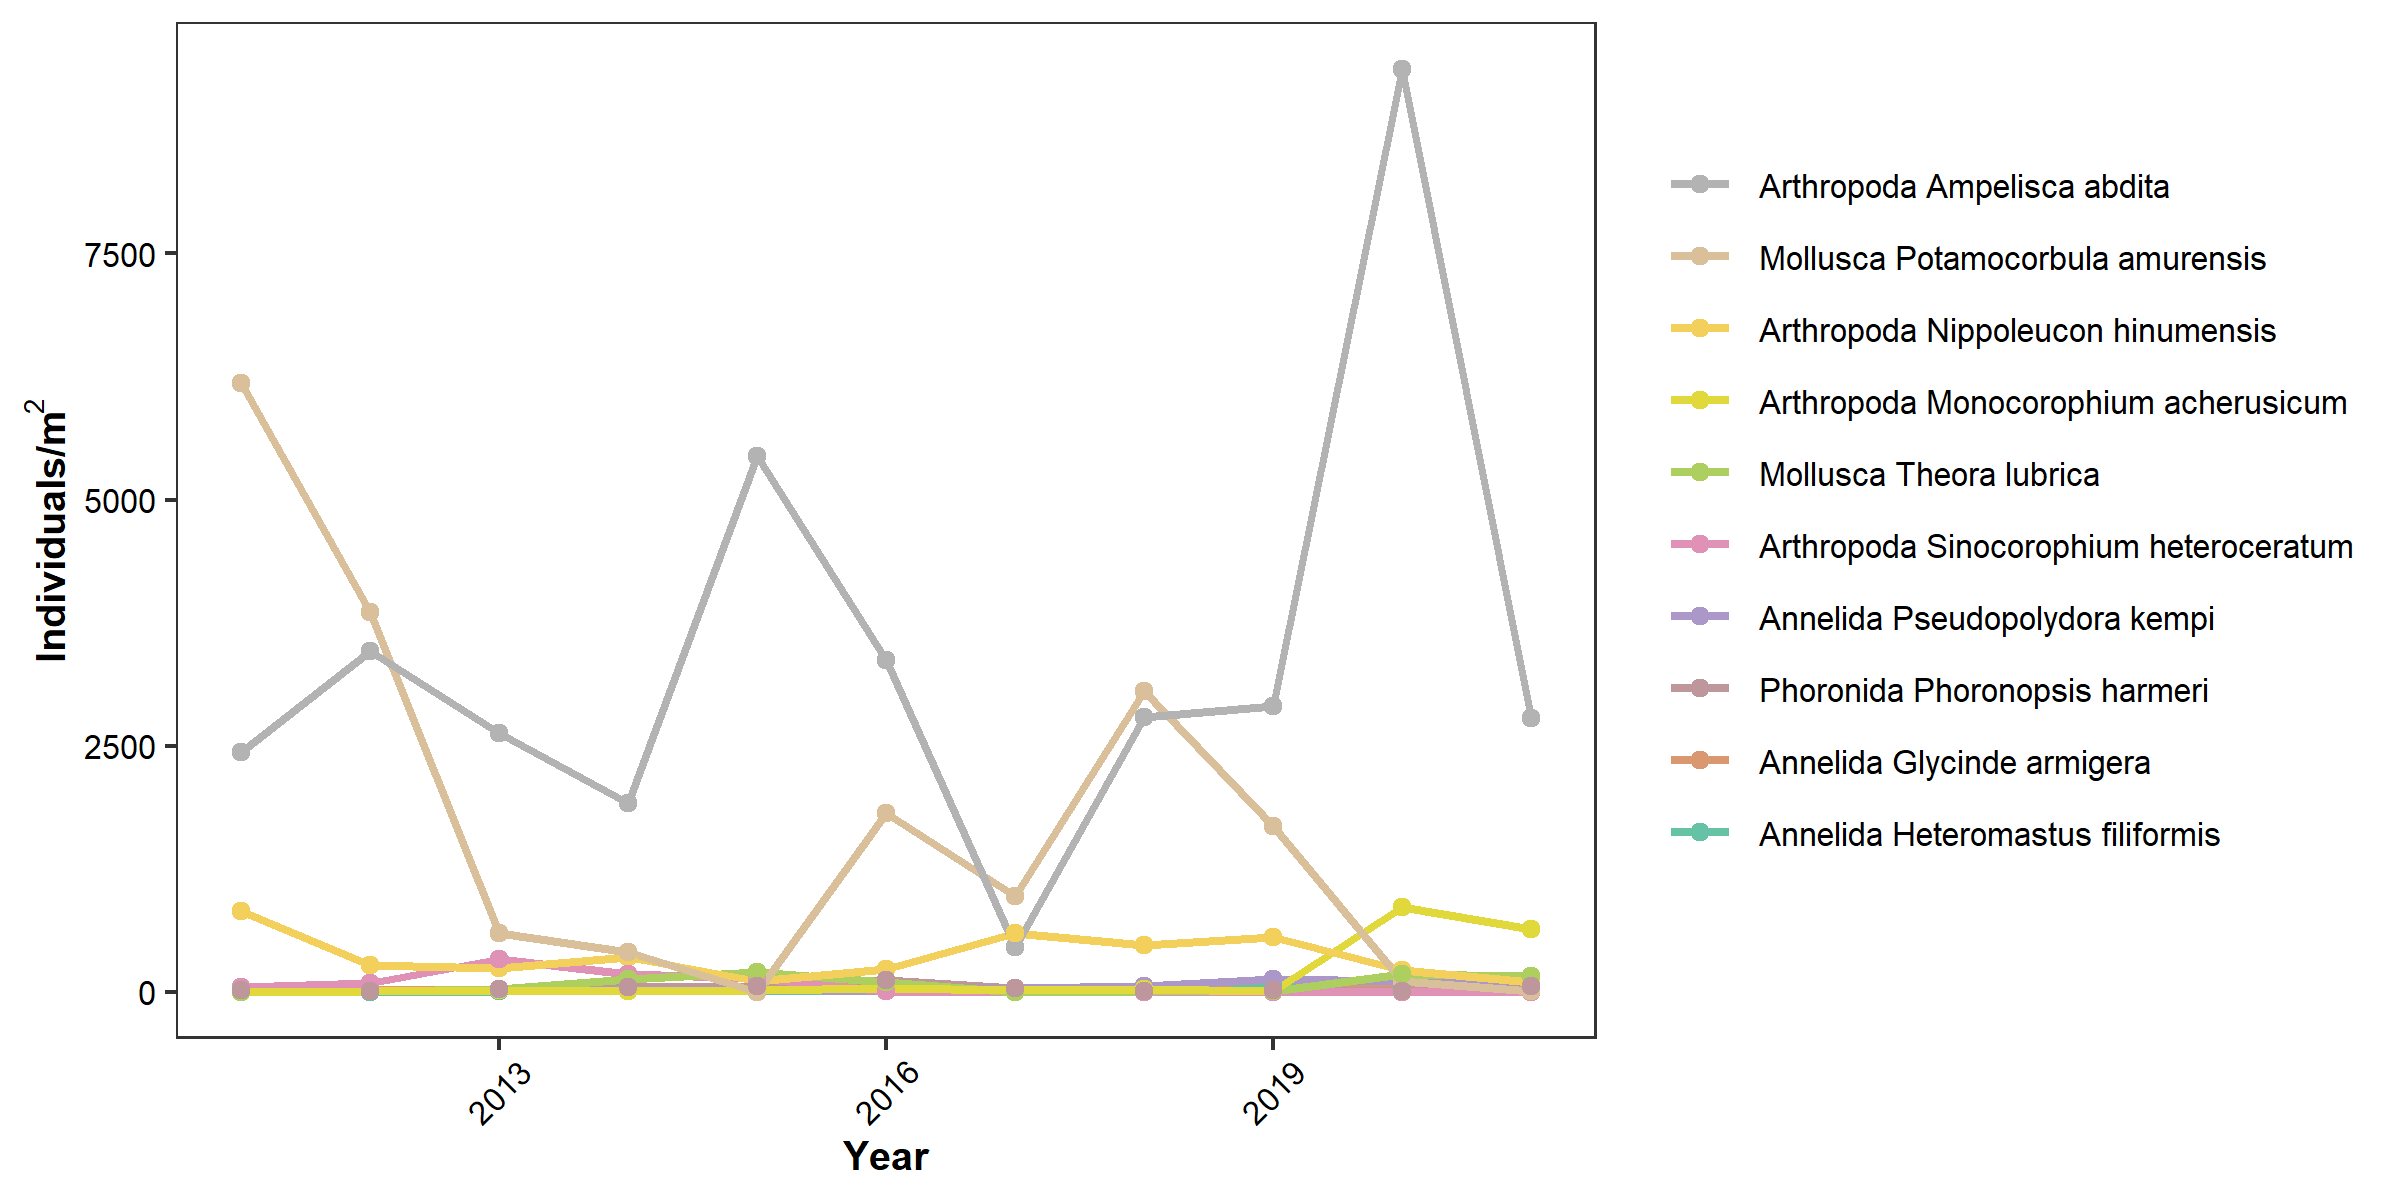 7500
5000
2500
0
Individuals/m²
2013
2016
2019
Year
Arthropoda Ampelisca abdita
Mollusca Potamocorbula amurensis
Arthropoda Nippoleucon hinumensis
Arthropoda Monocorophium acherusicum
Mollusca Theora lubrica
Arthropoda Sinocorophium heteroceratum
Annelida Pseudopolydora kempi
Phoronida Phoronopsis harmeri
Annelida Glycinde armigera
Annelida Heteromastus filiformis